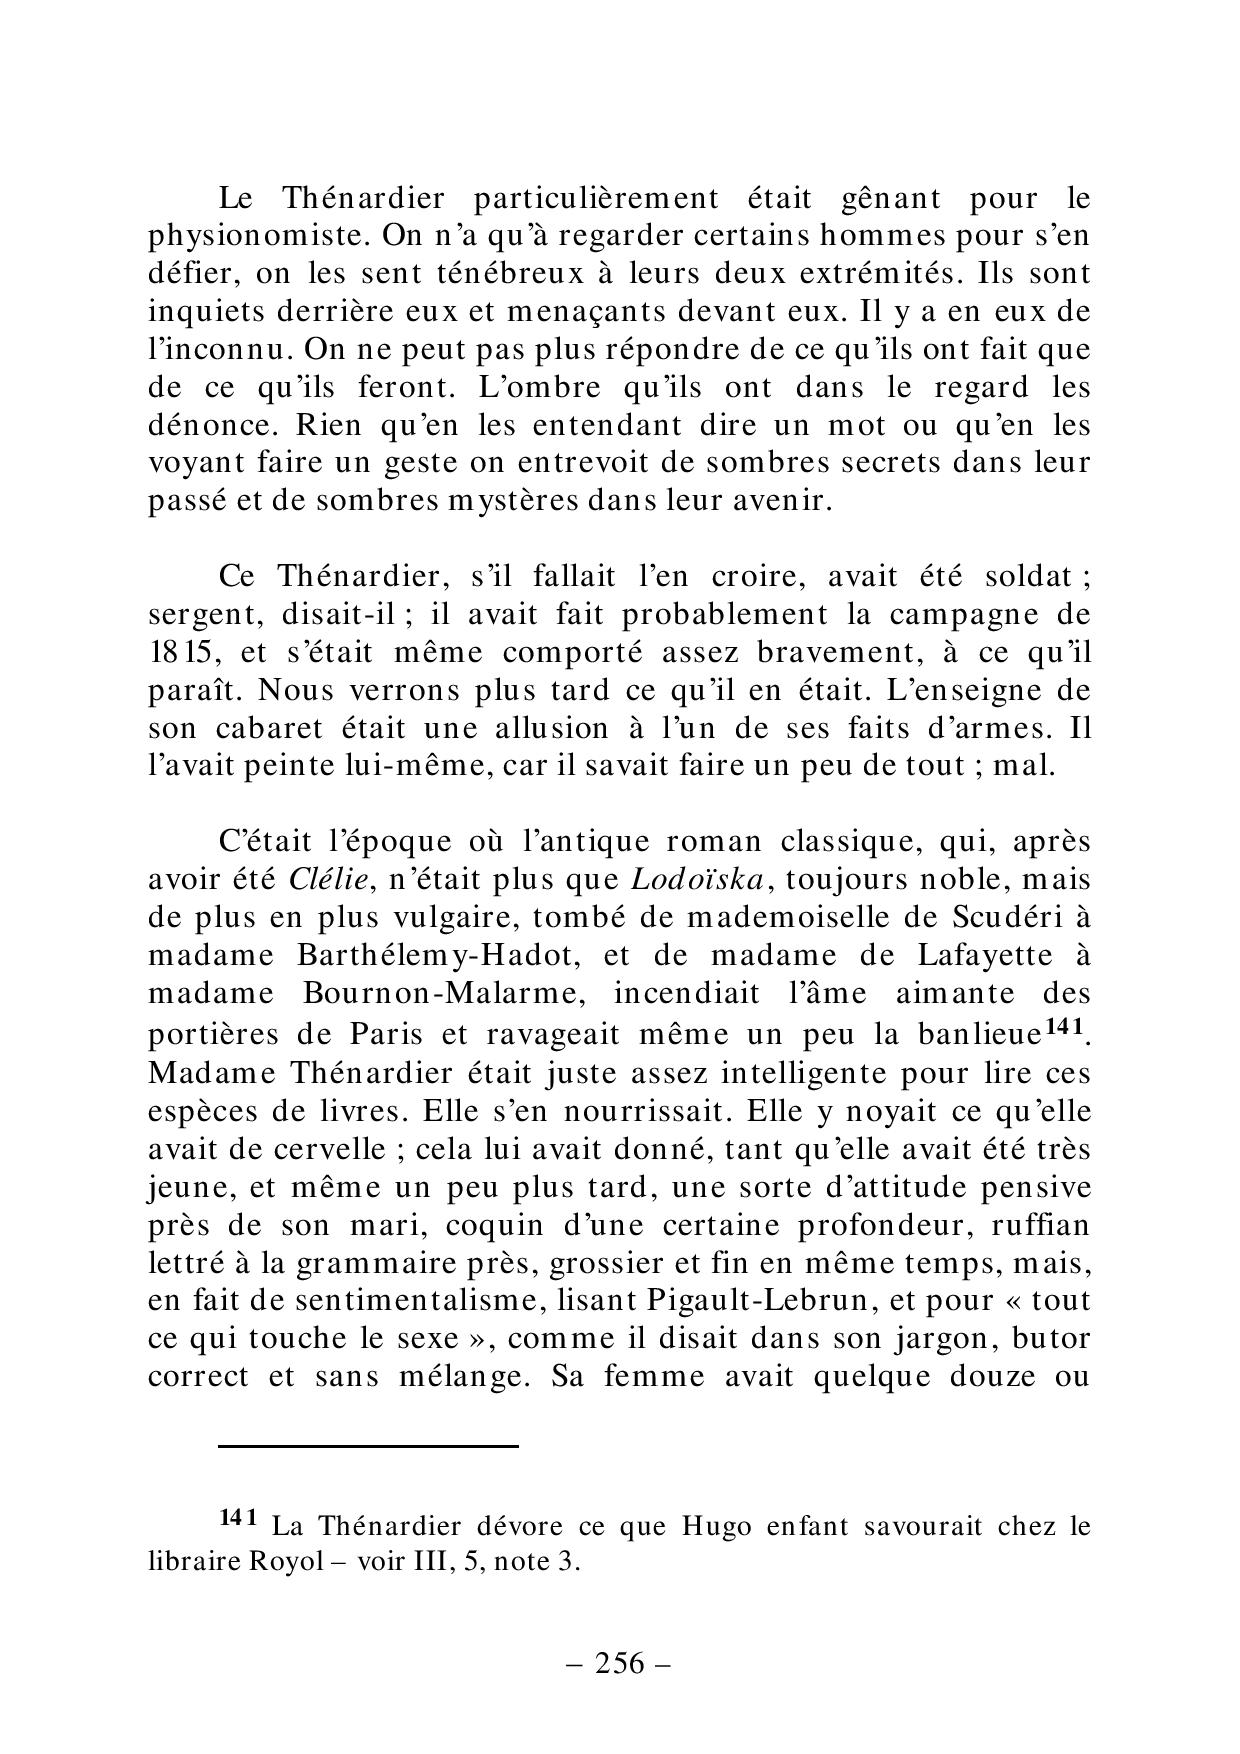 Le Thénardier particulièrement était gênant pour le
physionomiste. On n’a qu’à regarder certains hommes pour s’en
défier, on les sent ténébreux à leurs deux extrémités. Ils sont
inquiets derrière eux et menaçants devant eux. Il y a en eux de
l’inconnu. On ne peut pas plus répondre de ce qu’ils ont fait que
de ce qu’ils feront. L’ombre qu’ils ont dans le regard les
dénonce. Rien qu’en les entendant dire un mot ou qu’en les
voyant faire un geste on entrevoit de sombres secrets dans leur
passé et de sombres mystères dans leur avenir.
Ce Thénardier, s’il fallait l’en croire, avait été soldat ;
sergent, disait-il ; il avait fait probablement la campagne de
1815, et s’était même comporté assez bravement, à ce qu’il
paraît. Nous verrons plus tard ce qu’il en était. L’enseigne de
son cabaret était une allusion à l’un de ses faits d’armes. Il
l’avait peinte lui-même, car il savait faire un peu de tout ; mal.
C’était l’époque où l’antique roman classique, qui, après
avoir été Clélie, n’était plus que Lodoïska, toujours noble, mais
de plus en plus vulgaire, tombé de mademoiselle de Scudéri à
madame Barthélemy-Hadot, et de madame de Lafayette à
madame Bournon-Malarme, incendiait l’âme aimante des
portières de Paris et ravageait même un peu la banlieue141.
Madame Thénardier était juste assez intelligente pour lire ces
espèces de livres. Elle s’en nourrissait. Elle y noyait ce qu’elle
avait de cervelle ; cela lui avait donné, tant qu’elle avait été très
jeune, et même un peu plus tard, une sorte d’attitude pensive
près de son mari, coquin d’une certaine profondeur, ruffian
lettré à la grammaire près, grossier et fin en même temps, mais,
en fait de sentimentalisme, lisant Pigault-Lebrun, et pour « tout
ce qui touche le sexe », comme il disait dans son jargon, butor
correct et sans mélange. Sa femme avait quelque douze ou
141 La Thénardier dévore ce que Hugo enfant savourait chez le
libraire Royol – voir III, 5, note 3.
– 256 –